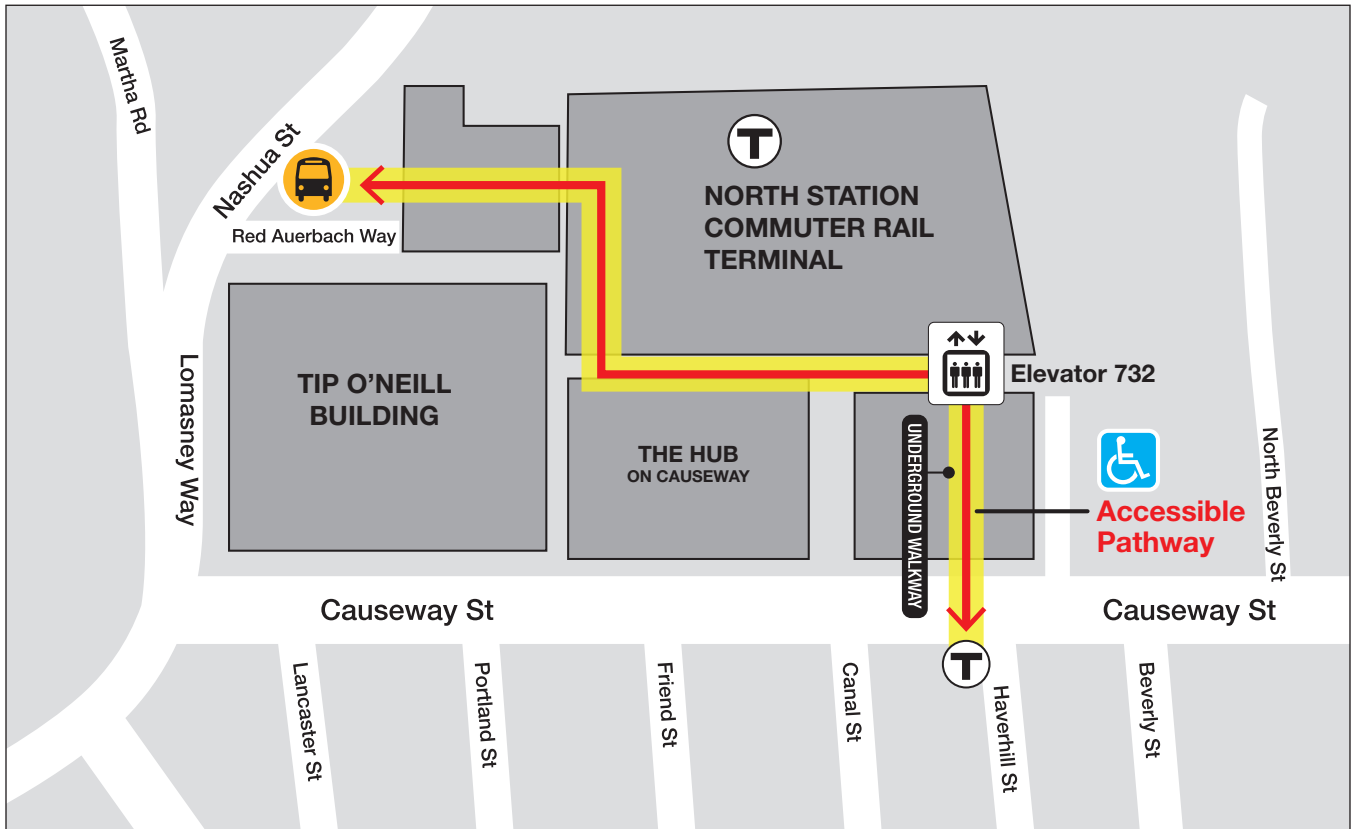 Martha Rd
Nashua St
T
NORTH STATION
COMMUTER RAIL
TERMINAL
Red Auerbach Way
Lomasney Way
TIP O'NEILL
BUILDING
Elevator 732
THE HUB
ON CAUSEWAY
UNDERGROUND WALKWAY
Accessible
Pathway
North Beverly St
Causeway St
Causeway St
T
Lancaster St
Portland St
Friend St
Canal St
Haverhill St
Beverly St